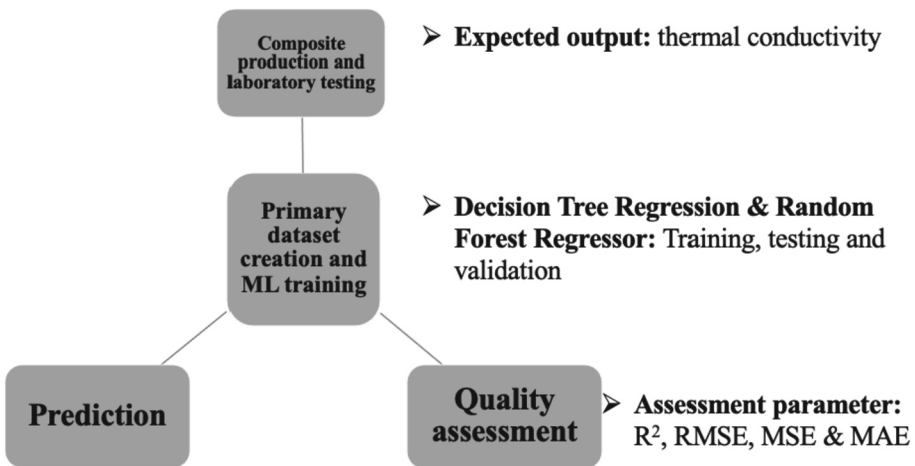 Composite
production and
laboratory testing
➢ Expected output: thermal conductivity
Primary
dataset
creation and
ML training
➢ Decision Tree Regression & Random
Forest Regressor: Training, testing and
validation
Prediction
Quality
assessment
➢ Assessment parameter:
R², RMSE, MSE & MAE